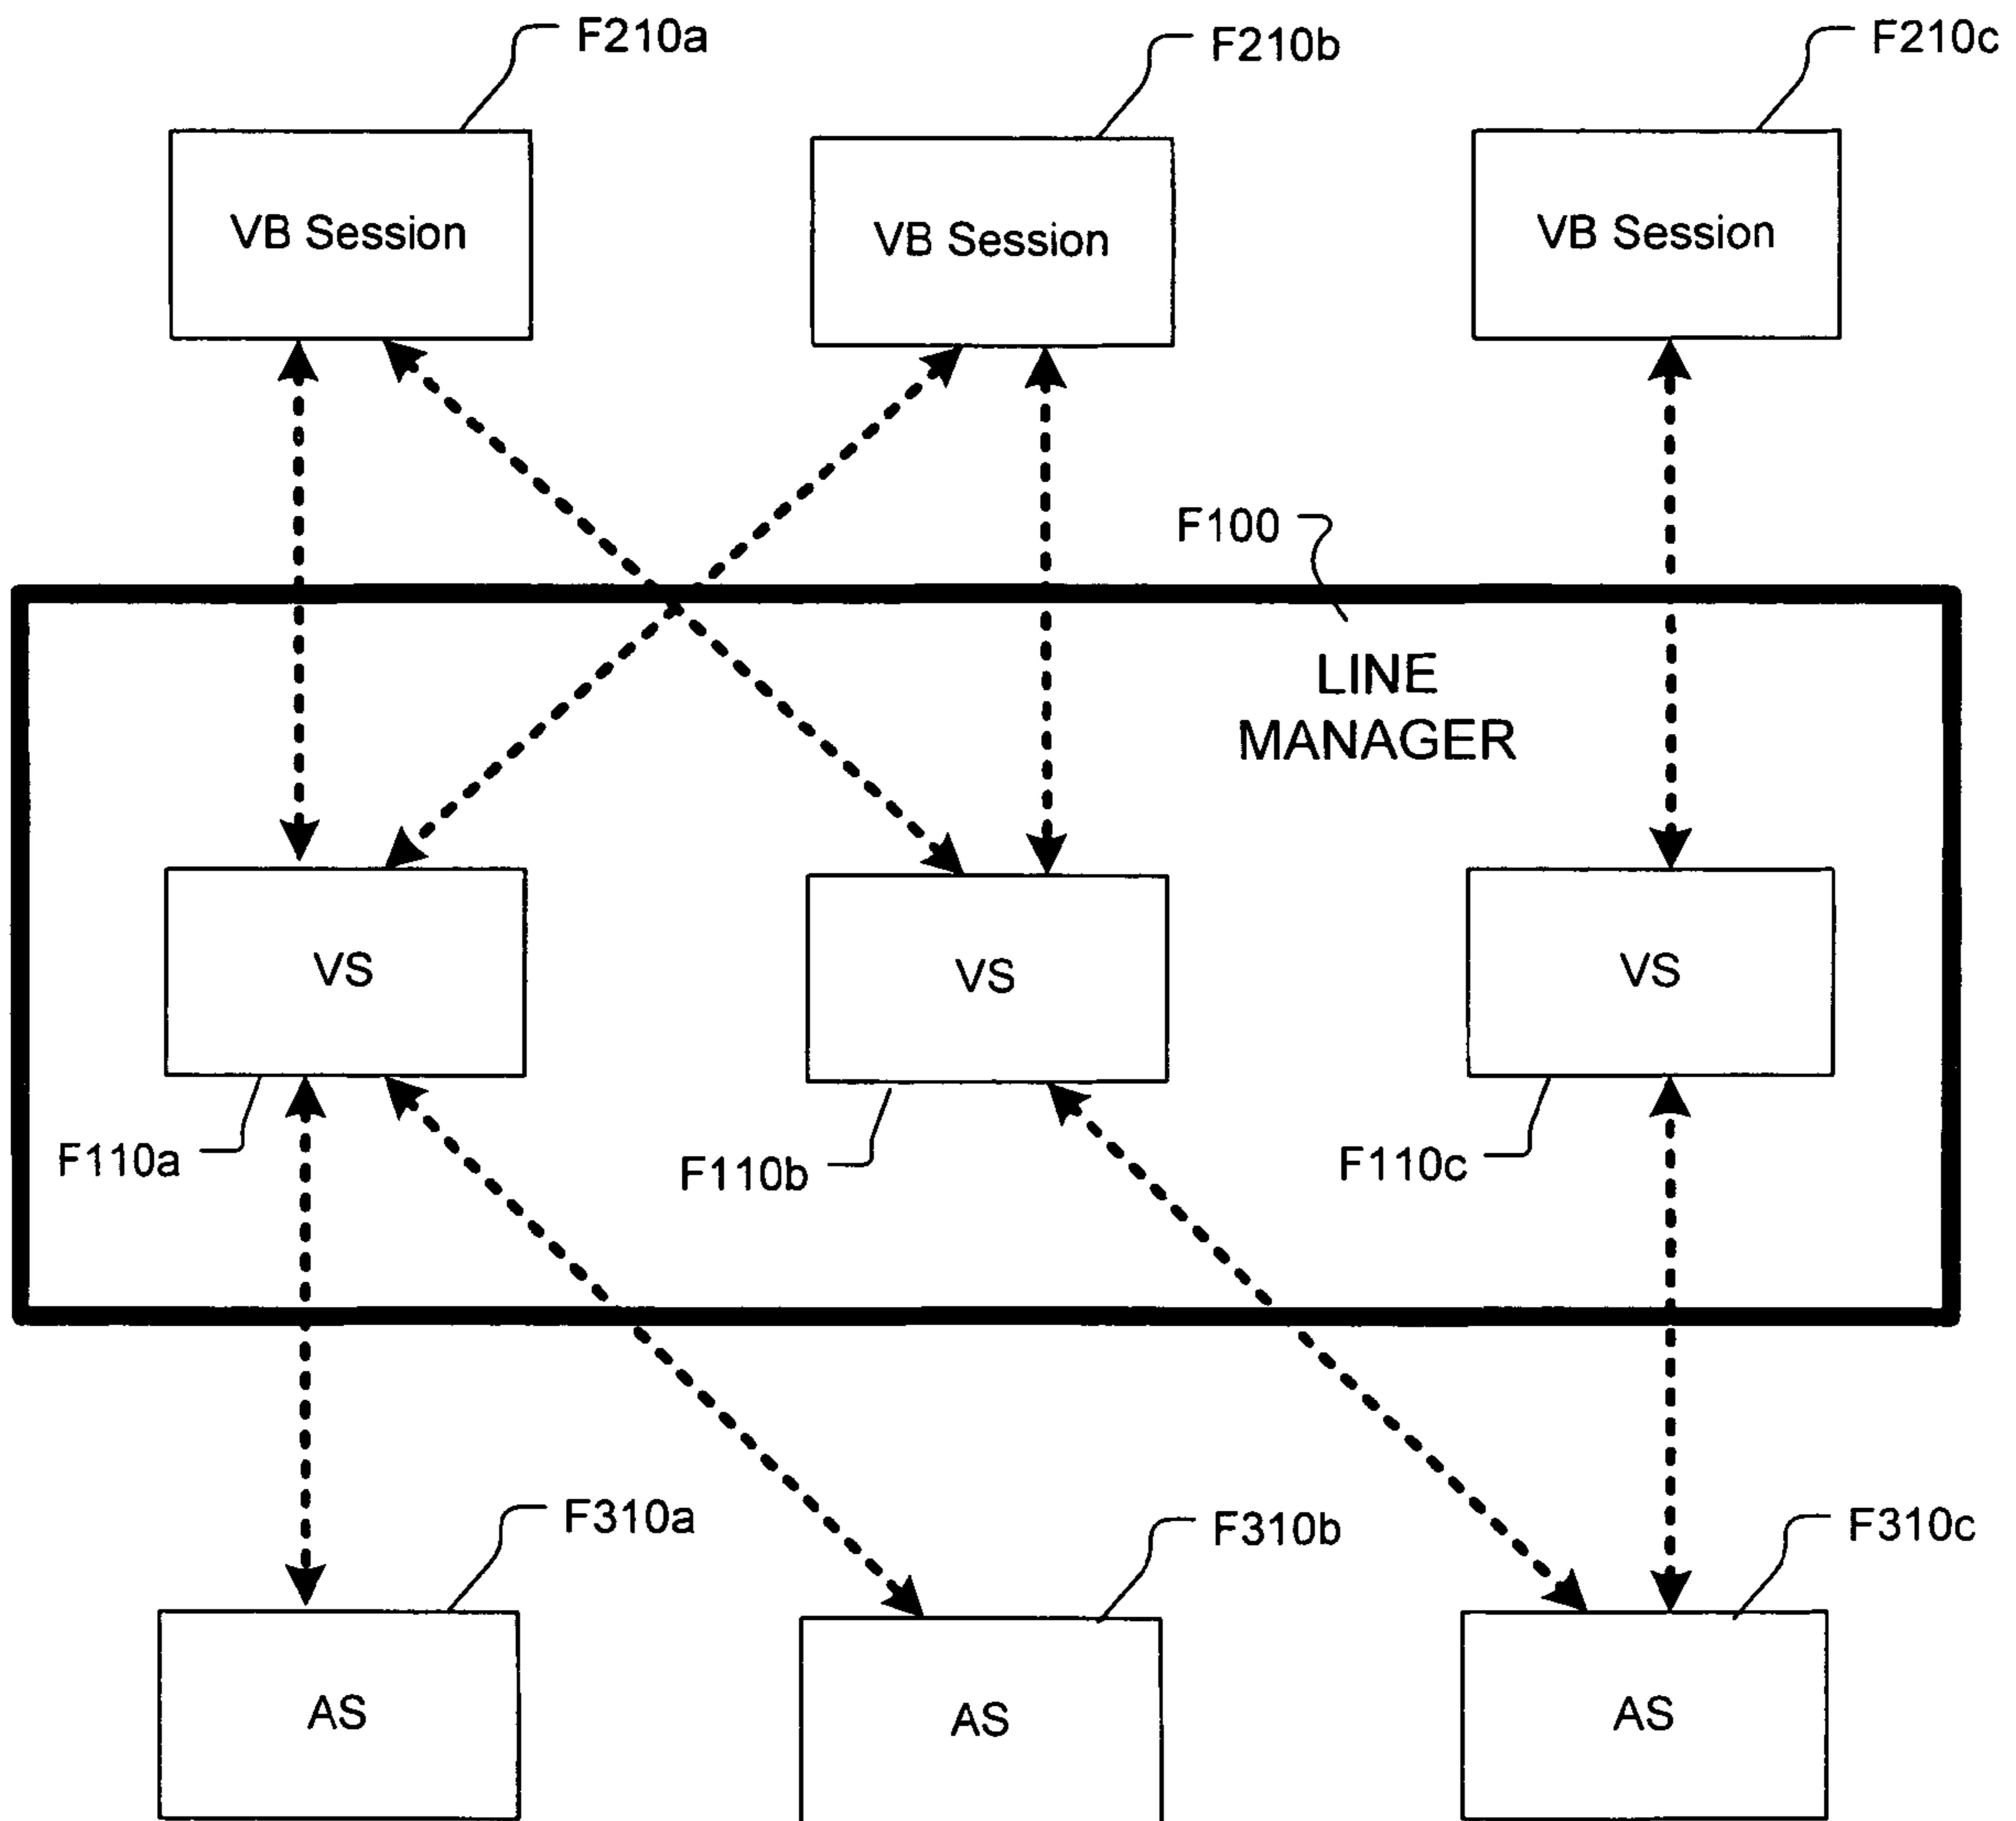 F210a
F210b
F210c
VB Session
VB Session
VB Session
F100
LINE
MANAGER
VS
VS
VS
F110a
F110b
F110c
F310a
F310b
F310c
AS
AS
AS